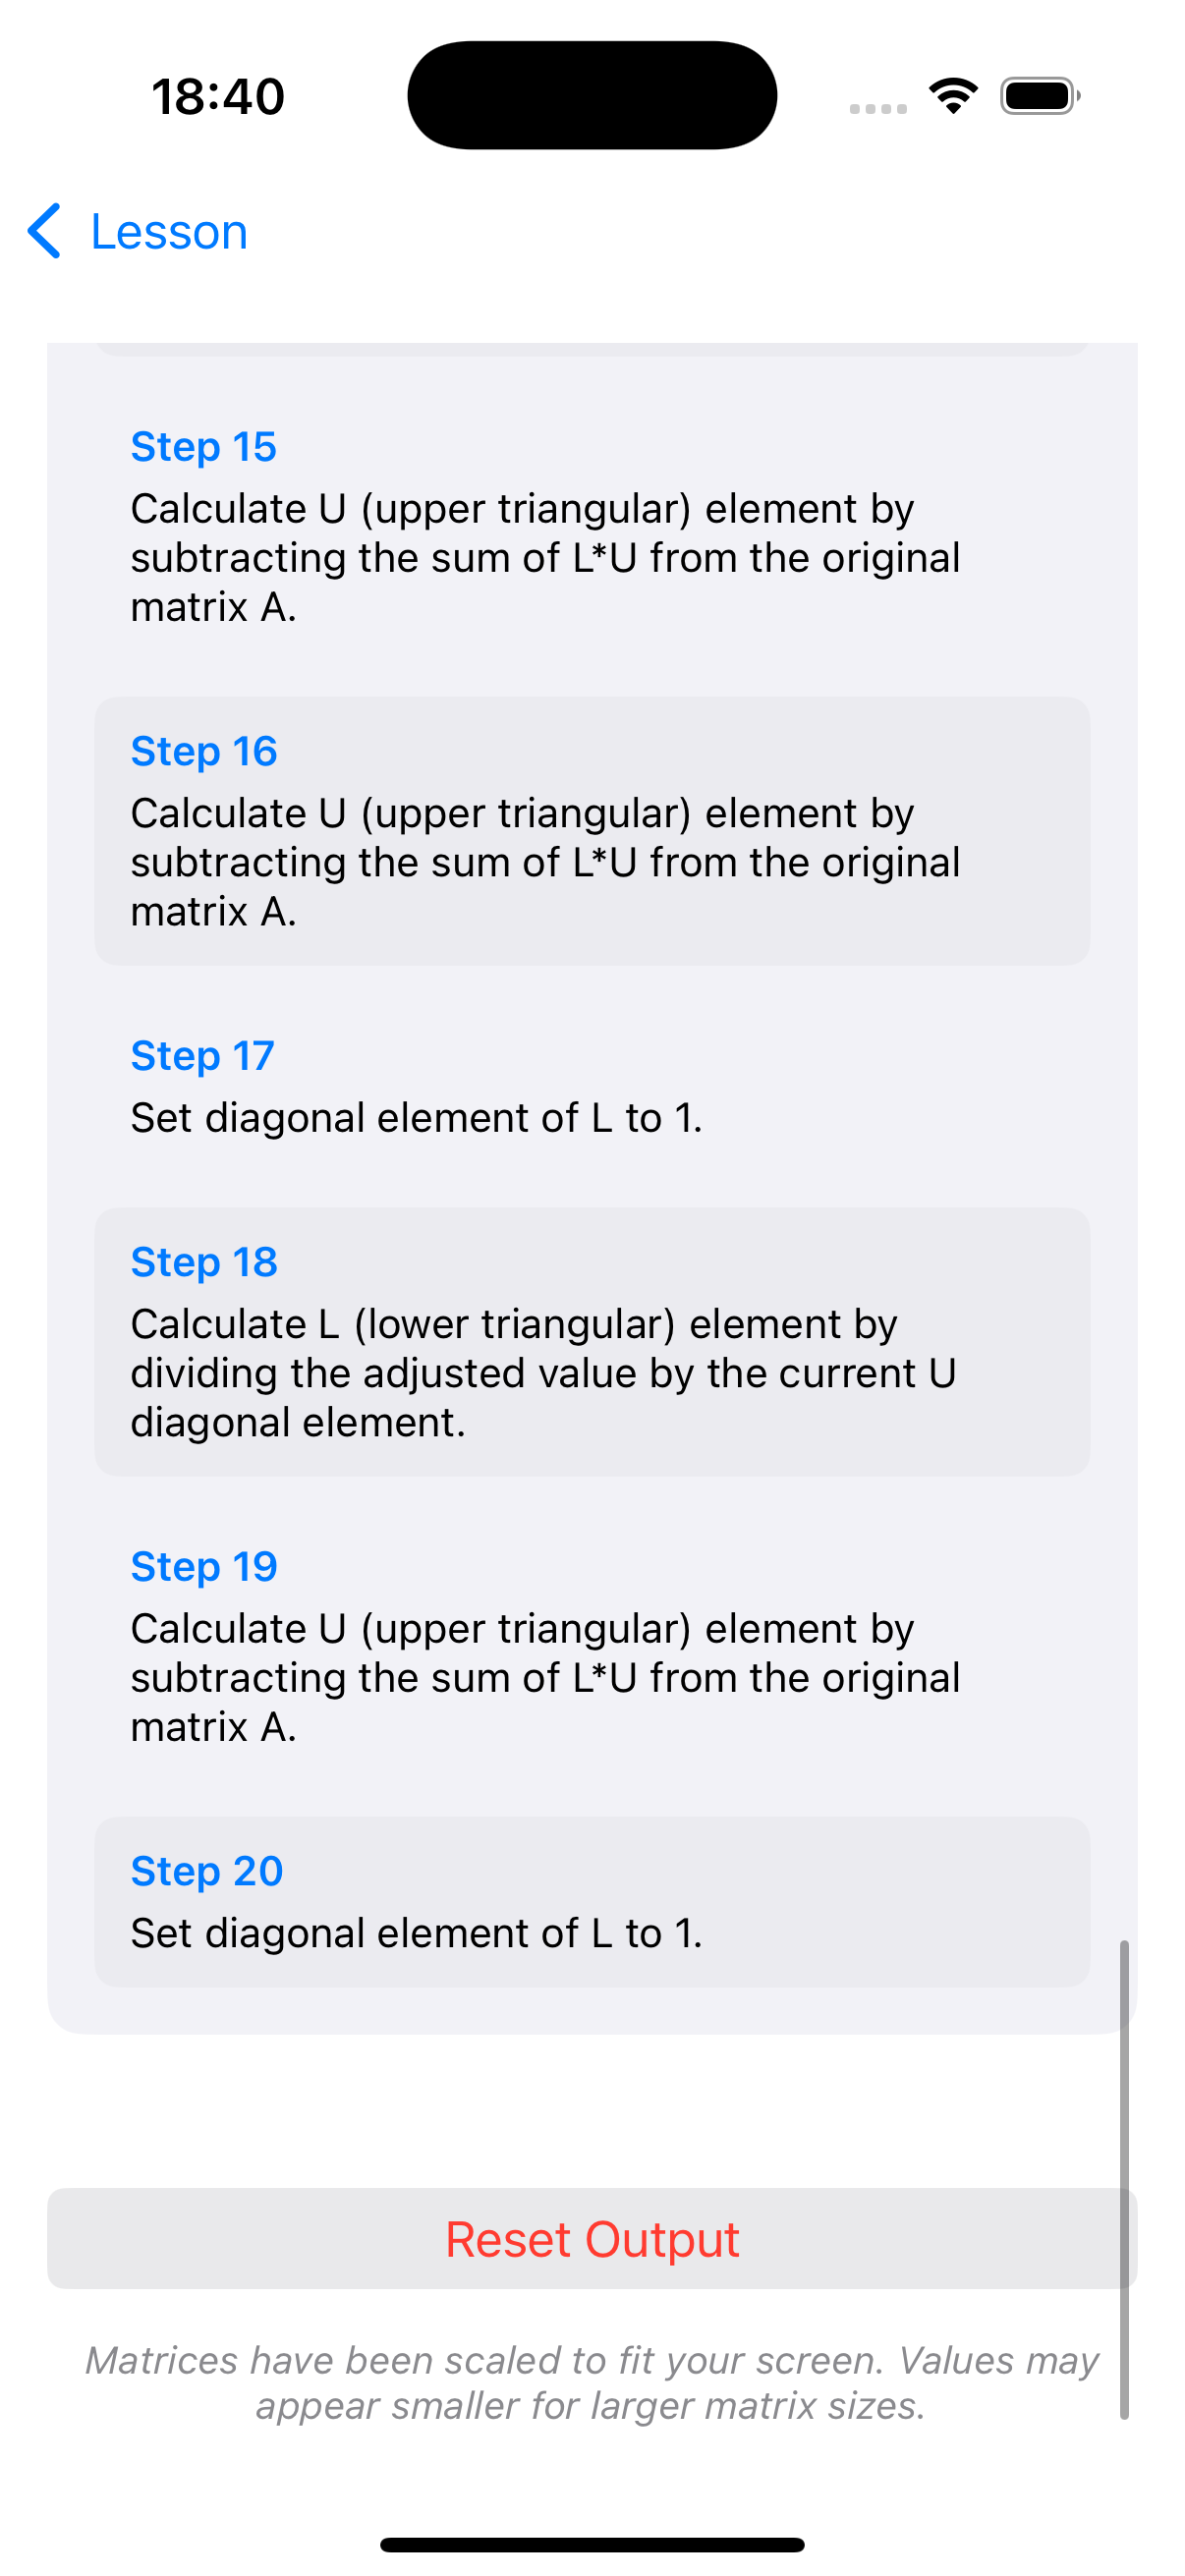 18:40
Lesson
Step 15
Calculate U (upper triangular) element by
subtracting the sum of L*U from the original
matrix A.
Step 16
Calculate U (upper triangular) element by
subtracting the sum of L*U from the original
matrix A.
Step 17
Set diagonal element of L to 1.
Step 18
Calculate L (lower triangular) element by
dividing the adjusted value by the current U
diagonal element.
Step 19
Calculate U (upper triangular) element by
subtracting the sum of L*U from the original
matrix A.
Step 20
Set diagonal element of L to 1.
Reset Output
Matrices have been scaled to fit your screen. Values may
appear smaller for larger matrix sizes.